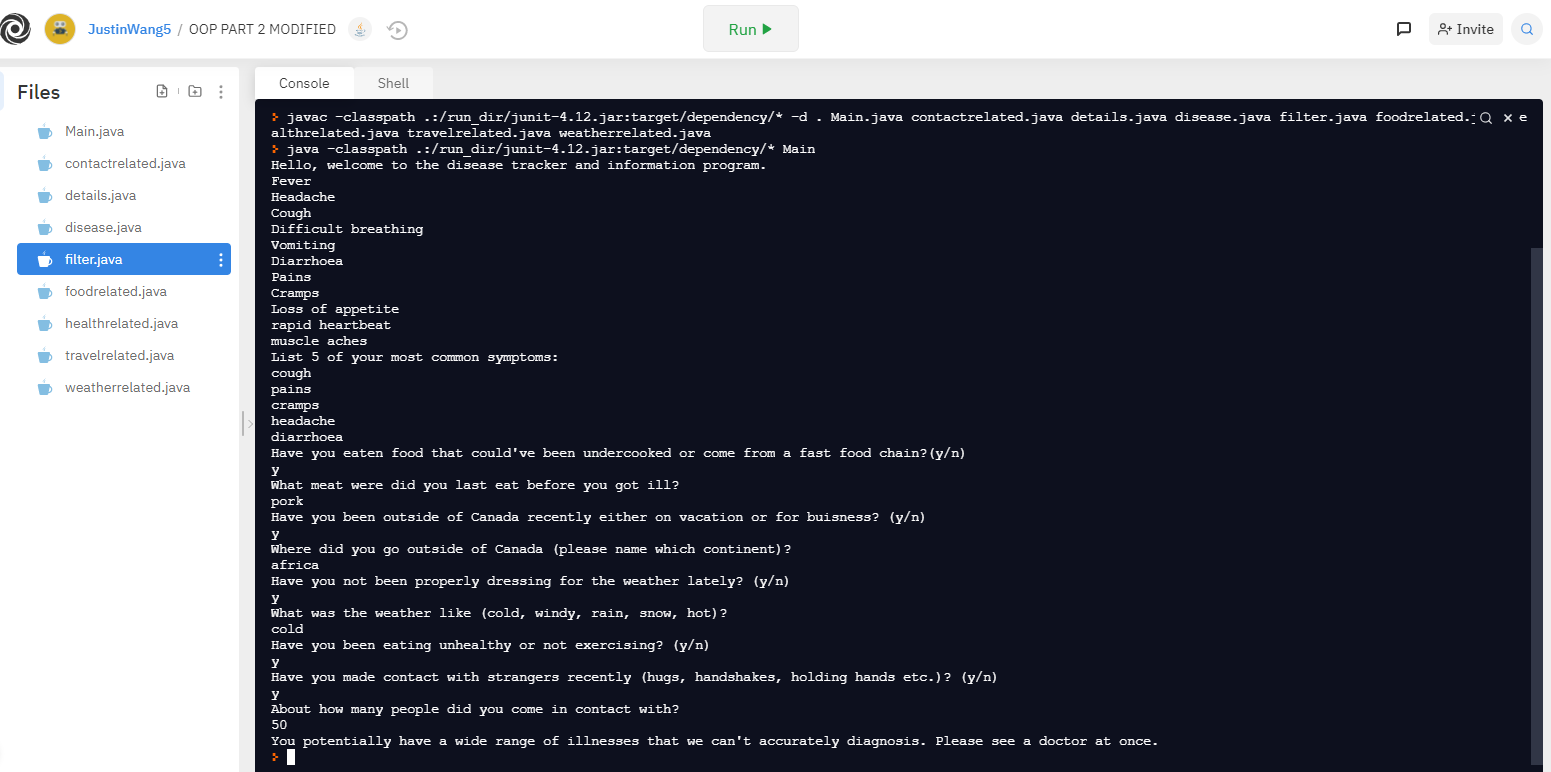 JustinWang5 / OOP PART 2 MODIFIED
Run
Invite
Files
Main.java
contactrelated.java
details.java
disease.java
filter.java
foodrelated.java
healthrelated.java
travelrelated.java
weatherrelated.java
Console
Shell
javac -classpath .:/run_dir/junit-4.12.jar:target/dependency/* -d . Main.java contactrelated.java details.java disease.java filter.java foodrelated. e
althrelated.java travelrelated.java weatherrelated.java
java -classpath .:/run_dir/junit-4.12.jar:target/dependency/* Main
Hello, welcome to the disease tracker and information program.
Fever
Headache
Cough
Difficult breathing
Vomiting
Diarrhoea
Pains
Cramps
Loss of appetite
rapid heartbeat
muscle aches
List 5 of your most common symptoms:
cough
pains
cramps
headache
diarrhoea
Have you eaten food that could've been undercooked or come from a fast food chain?(y/n)
y
What meat were did you last eat before you got ill?
pork
Have you been outside of Canada recently either on vacation or for buisness? (y/n)
y
Where did you go outside of Canada (please name which continent)?
africa
Have you not been properly dressing for the weather lately? (y/n)
y
What was the weather like (cold, windy, rain, snow, hot)?
cold
Have you been eating unhealthy or not exercising? (y/n)
y
Have you made contact with strangers recently (hugs, handshakes, holding hands etc.)? (y/n)
y
About how many people did you come in contact with?
50
You potentially have a wide range of illnesses that we can't accurately diagnosis. Please see a doctor at once.